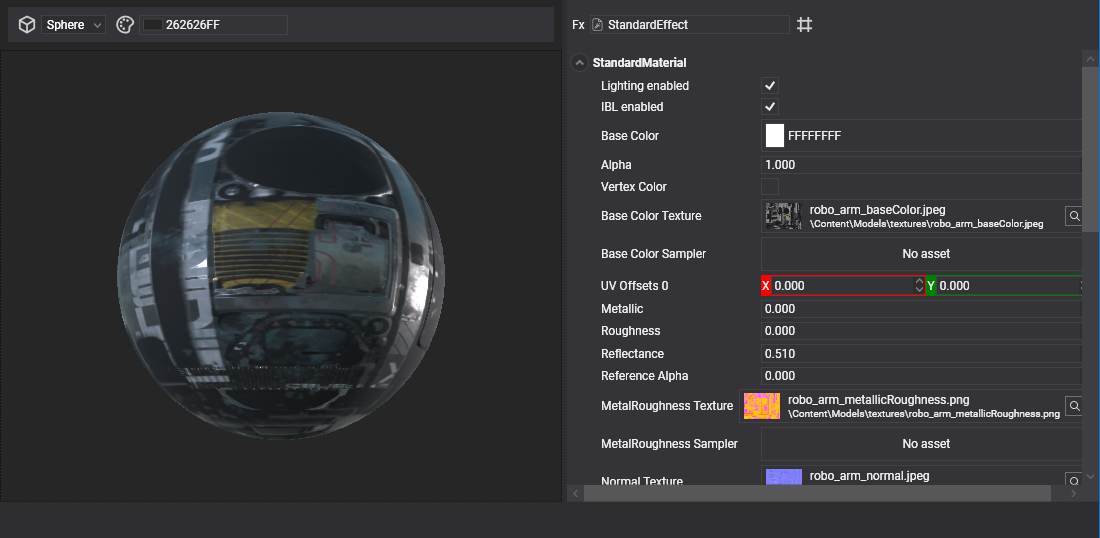 Sphere
262626FF
Fx
StandardEffect
StandardMaterial
Lighting enabled
IBL enabled
Base Color
FFFFFFFF
Alpha
1.000
Vertex Color
Base Color Texture
robo_arm_baseColor.jpeg
\Content\Models\textures\robo_arm_baseColor.jpeg
Base Color Sampler
No asset
UV Offsets 0
X 0.000
Y 0.000
Metallic
0.000
Roughness
0.000
Reflectance
0.510
Reference Alpha
0.000
MetalRoughness Texture
robo_arm_metallicRoughness.png
\Content\Models\textures\robo_arm_metallicRoughness.png
MetalRoughness Sampler
No asset
Normal Texture
robo_arm_normal.jpeg